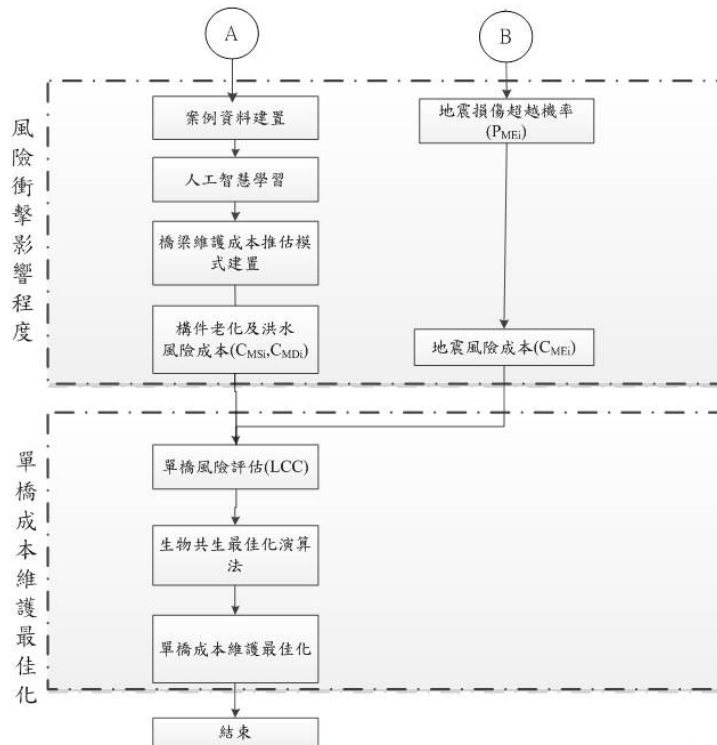 A
B
風險衝擊影響程度
案例資料建置
人工智慧學習
橋梁維護成本推估模
式建置
構件老化及洪水
風險成本(CMSi,CMDi)
地震損傷超越機率
(PMEi)
地震風險成本(CMEi)
單橋成本維護最佳化
單橋風險評估(LCC)
生物共生最佳化演算
法
單橋成本維護最佳化
結束